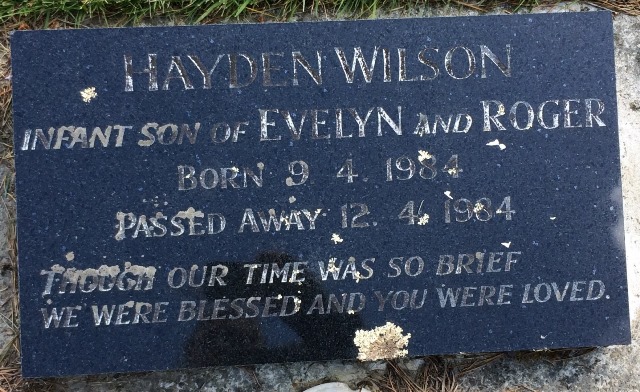 HAYDEN WILSON
INFANT SON OF EVELYN AND ROGER
BORN 9. 4. 1984
PASSED AWAY 12. 4. 1984
THOUGH OUR TIME WAS SO BRIEF
WE WERE BLESSED AND YOU WERE LOVED.